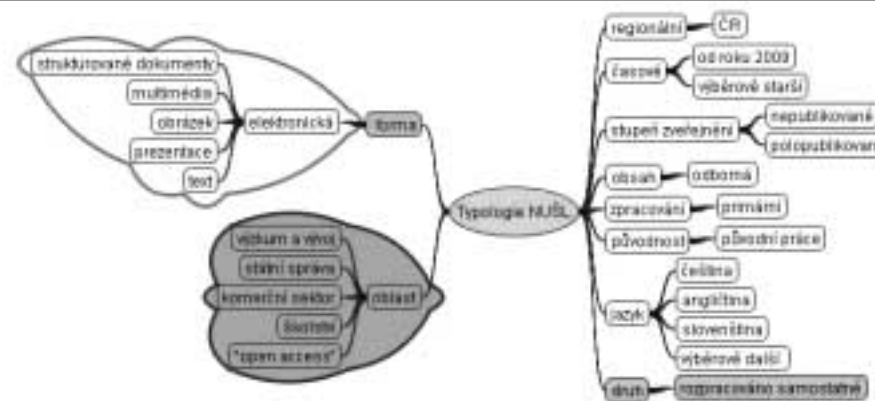 strukturované dokumenty
multimédia
obrázek
prezentace
text
elektronická
forma
výzkum a vývoj
státní správa
komerční sektor
školství
"open access"
oblast
Typologie NUŠL
regionální
ČR
časové
od roku 2009
výběrově starší
stupeň zveřejnění
nepublikované
polopublikovan
obsah
odborná
zpracování
primární
původnost
původní práce
jazyk
čeština
angličtina
slovenština
výběrově další
druh
rozpracováno samostatně